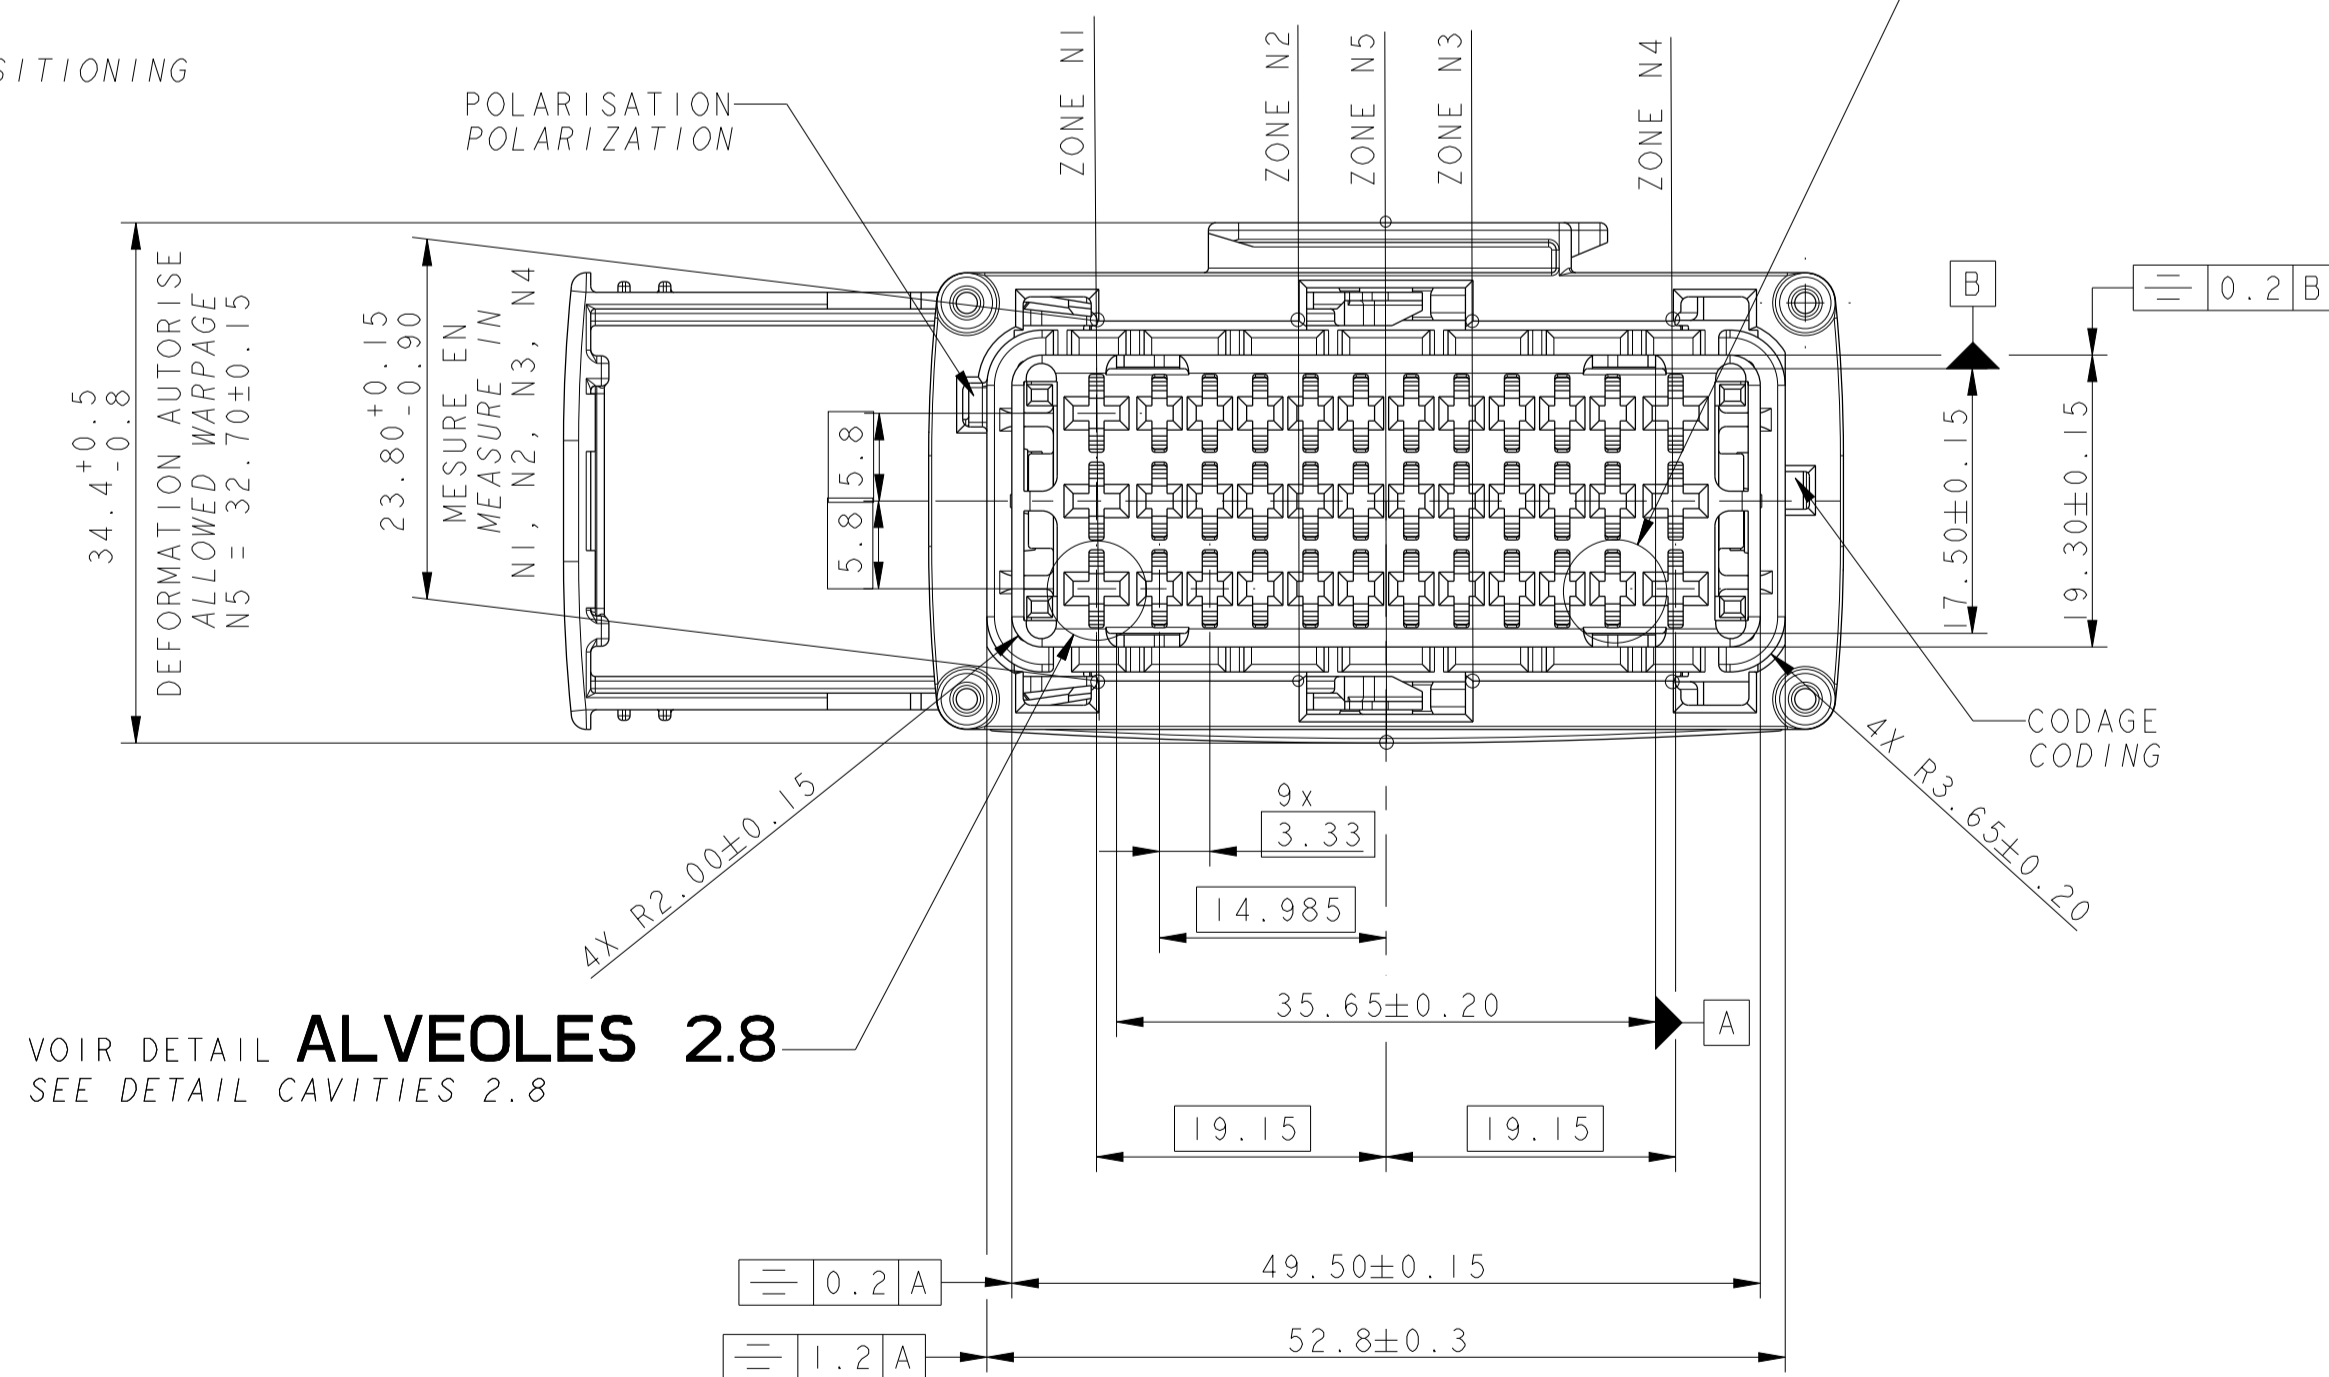 SITIONING
POLARISATION
POLARIZATION
ZONE N1
ZONE N2
ZONE N5
ZONE N3
ZONE N4
34.4 +0.5 -0.8
DEFORMATION AUTORISE
ALLOWED WARPAGE
N5 = 32.70±0.15
23.80 +0.15 -0.90
MESURE EN
MEASURE IN
N1, N2, N3, N4
5.8
5.8
B
0.2 B
17.50±0.15
19.30±0.15
CODAGE
CODING
4X R3.65±0.20
4X R2.00±0.15
9x
3.33
14.985
35.65±0.20
A
VOIR DETAIL ALVEOLES 2.8
SEE DETAIL CAVITIES 2.8
19.15
19.15
0.2 A
49.50±0.15
1.2 A
52.8±0.3